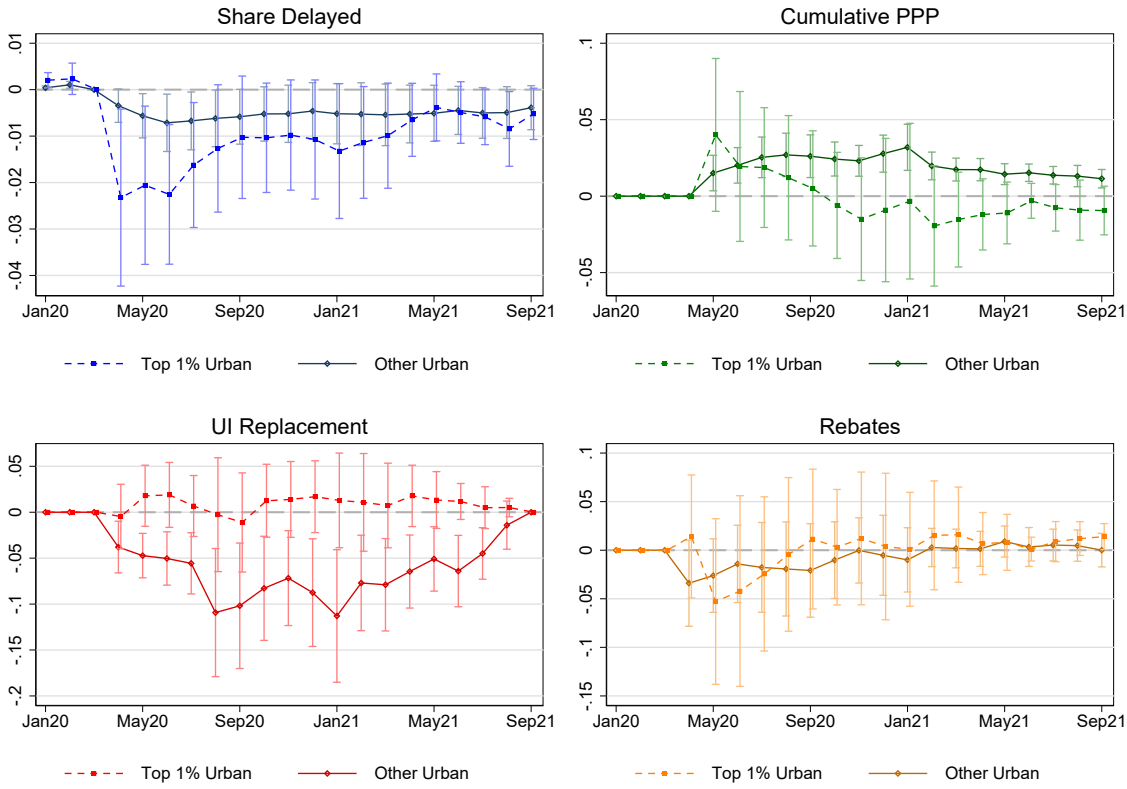 Share Delayed
.01
0
-.01
-.02
-.03
-.04
Jan20 May20 Sep20 Jan21 May21 Sep21
Top 1% Urban Other Urban
Cumulative PPP
.1
.05
0
-.05
Jan20 May20 Sep20 Jan21 May21 Sep21
Top 1% Urban Other Urban
UI Replacement
.05
0
-.05
-.1
-.15
-.2
Jan20 May20 Sep20 Jan21 May21 Sep21
Top 1% Urban Other Urban
Rebates
.1
.05
0
-.05
-.1
-.15
Jan20 May20 Sep20 Jan21 May21 Sep21
Top 1% Urban Other Urban